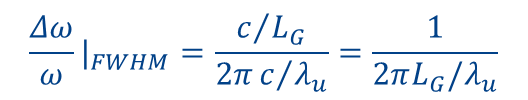 Δω/ω |FWHM = (c/L_G)/(2π c/λ_u) = 1/(2πL_G/λ_u)